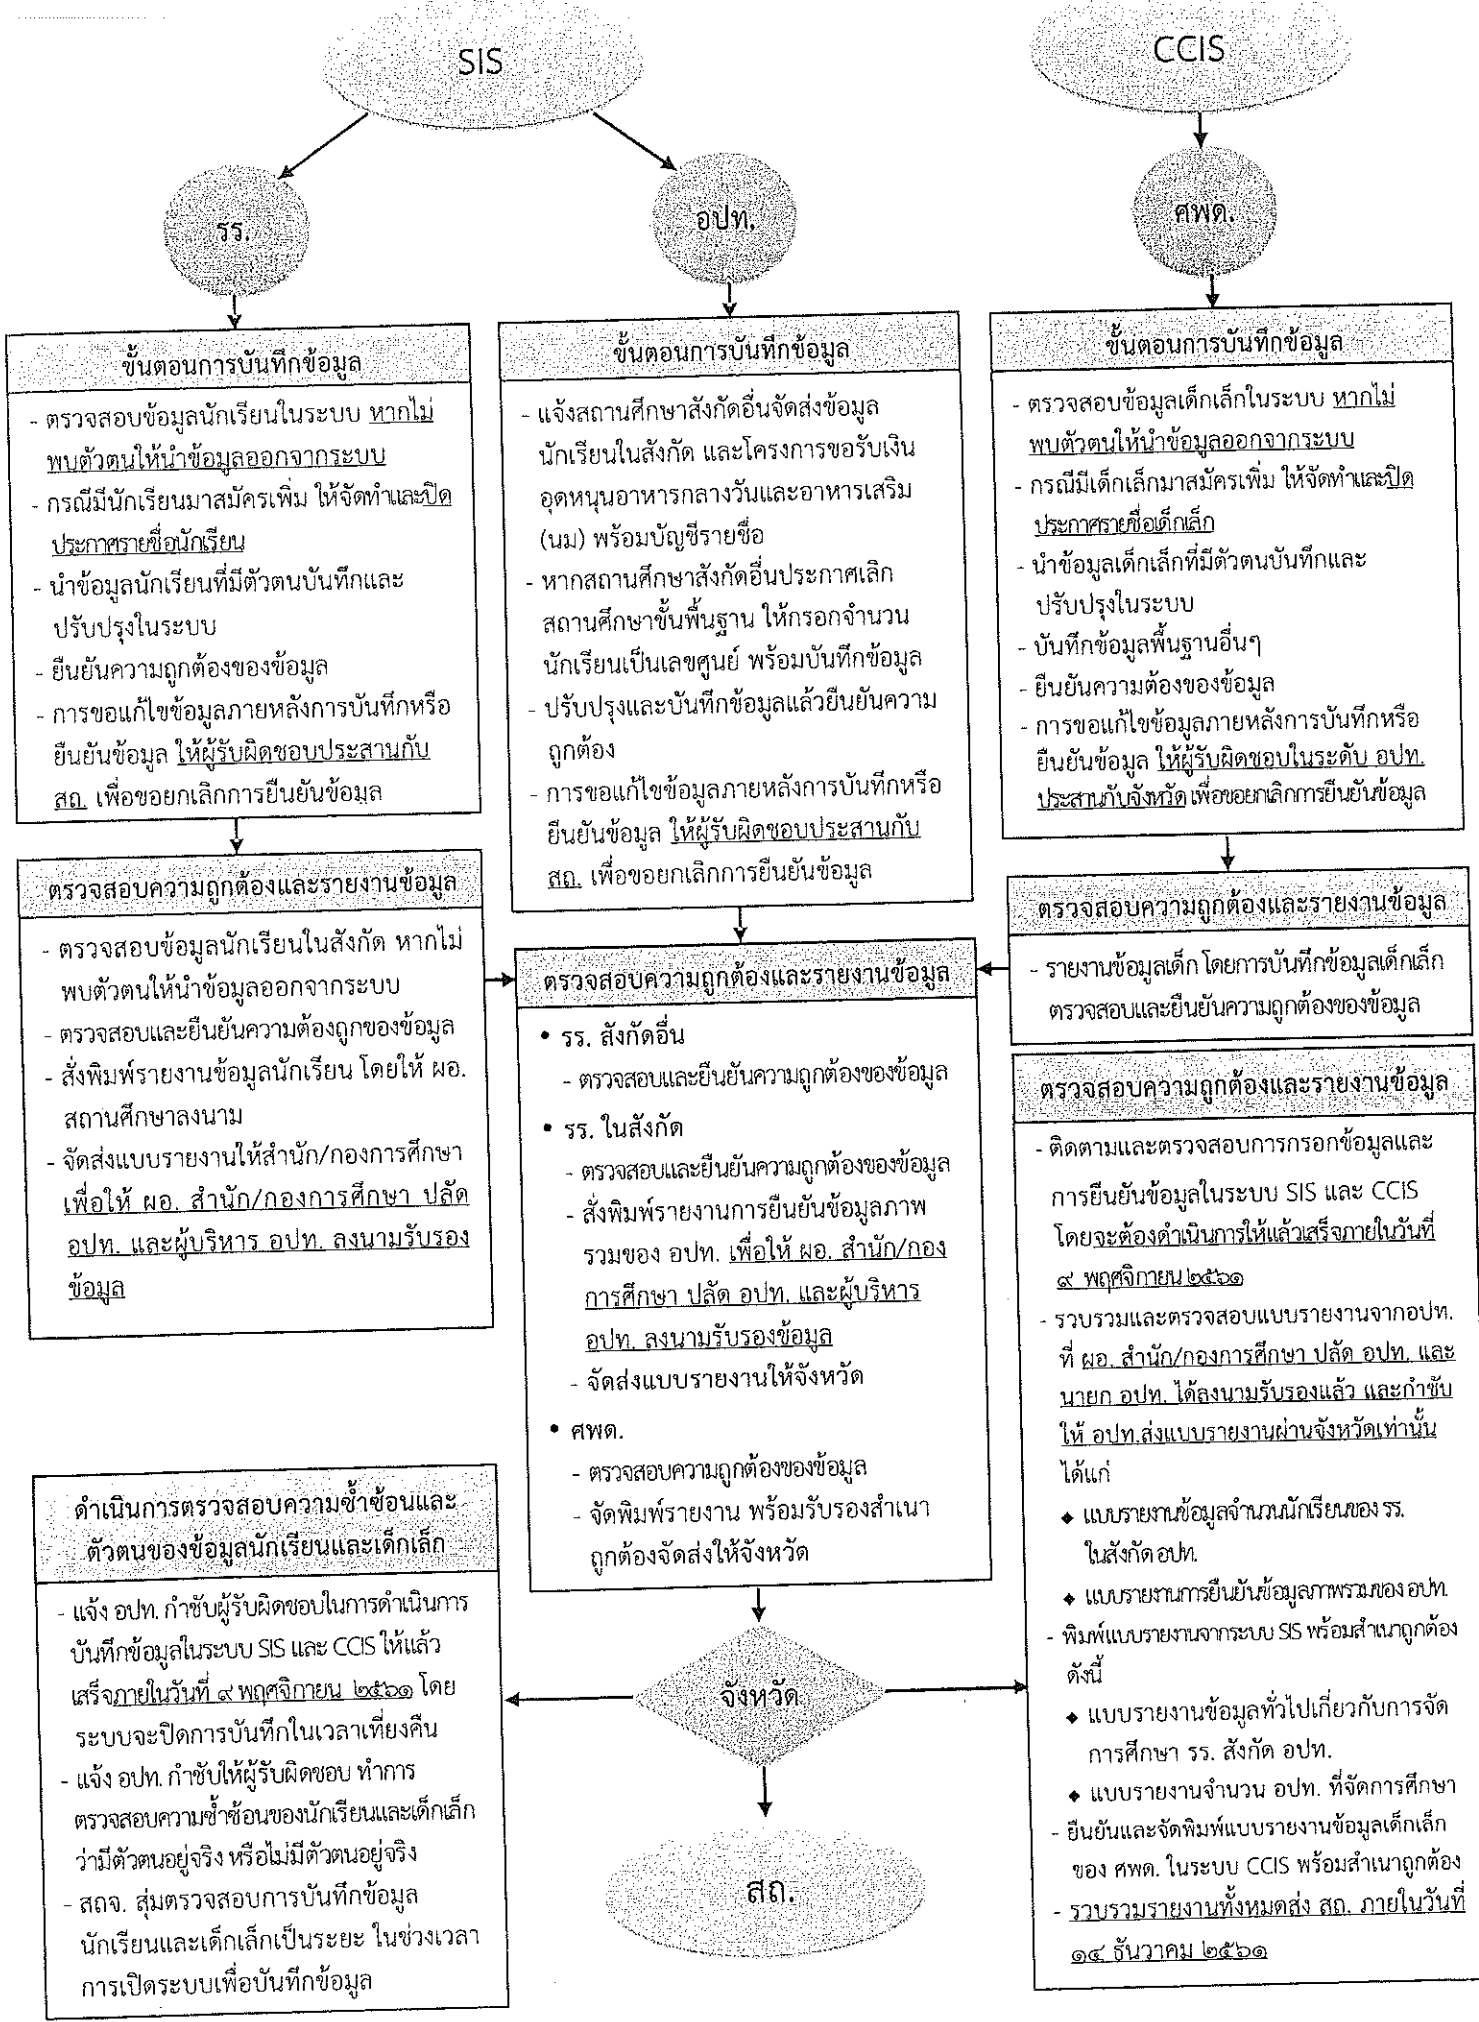 SIS
CCIS
รร.
อปท.
ศพด.
ขั้นตอนการบันทึกข้อมูล
- ตรวจสอบข้อมูลนักเรียนในระบบ หากไม่
พบตัวตนให้นำข้อมูลออกจากระบบ
- กรณีมีนักเรียนมาสมัครเพิ่ม ให้จัดทำและปิด
ประกาศรายชื่อนักเรียน
- นำข้อมูลนักเรียนที่มีตัวตนบันทึกและ
ปรับปรุงในระบบ
- ยืนยันความถูกต้องของข้อมูล
- การขอแก้ไขข้อมูลภายหลังการบันทึกหรือ
ยืนยันข้อมูล ให้ผู้รับผิดชอบประสานกับ
สถ. เพื่อขอยกเลิกการยืนยันข้อมูล
ตรวจสอบความถูกต้องและรายงานข้อมูล
- ตรวจสอบข้อมูลนักเรียนในสังกัด หากไม่
พบตัวตนให้นำข้อมูลออกจากระบบ
- ตรวจสอบและยืนยันความต้องถูกของข้อมูล
- สั่งพิมพ์รายงานข้อมูลนักเรียน โดยให้ ผอ.
สถานศึกษาลงนาม
- จัดส่งแบบรายงานให้สำนัก/กองการศึกษา
เพื่อให้ ผอ. สำนัก/กองการศึกษา ปลัด
อปท. และผู้บริหาร อปท. ลงนามรับรอง
ข้อมูล
ขั้นตอนการบันทึกข้อมูล
- แจ้งสถานศึกษาสังกัดอื่นจัดส่งข้อมูล
นักเรียนในสังกัด และโครงการขอรับเงิน
อุดหนุนอาหารกลางวันและอาหารเสริม
(นม) พร้อมบัญชีรายชื่อ
- หากสถานศึกษาสังกัดอื่นประกาศเลิก
สถานศึกษาขั้นพื้นฐาน ให้กรอกจำนวน
นักเรียนเป็นเลขศูนย์ พร้อมบันทึกข้อมูล
- ปรับปรุงและบันทึกข้อมูลแล้วยืนยันความ
ถูกต้อง
- การขอแก้ไขข้อมูลภายหลังการบันทึกหรือ
ยืนยันข้อมูล ให้ผู้รับผิดชอบประสานกับ
สถ. เพื่อขอยกเลิกการยืนยันข้อมูล
ตรวจสอบความถูกต้องและรายงานข้อมูล
• รร. สังกัดอื่น
- ตรวจสอบและยืนยันความถูกต้องของข้อมูล
• รร. ในสังกัด
- ตรวจสอบและยืนยันความถูกต้องของข้อมูล
- สั่งพิมพ์รายงานการยืนยันข้อมูลภาพ
รวมของ อปท. เพื่อให้ ผอ. สำนัก/กอง
การศึกษา ปลัด อปท. และผู้บริหาร
อปท. ลงนามรับรองข้อมูล
- จัดส่งแบบรายงานให้จังหวัด
• ศพด.
- ตรวจสอบความถูกต้องของข้อมูล
- จัดพิมพ์รายงาน พร้อมรับรองสำเนา
ถูกต้องจัดส่งให้จังหวัด
ขั้นตอนการบันทึกข้อมูล
- ตรวจสอบข้อมูลเด็กเล็กในระบบ หากไม่
พบตัวตนให้นำข้อมูลออกจากระบบ
- กรณีมีเด็กเล็กมาสมัครเพิ่ม ให้จัดทำและปิด
ประกาศรายชื่อเด็กเล็ก
- นำข้อมูลเด็กเล็กที่มีตัวตนบันทึกและ
ปรับปรุงในระบบ
- บันทึกข้อมูลพื้นฐานอื่นๆ
- ยืนยันความต้องของข้อมูล
- การขอแก้ไขข้อมูลภายหลังการบันทึกหรือ
ยืนยันข้อมูล ให้ผู้รับผิดชอบในระดับ อปท.
ประสานกับจังหวัด เพื่อขอยกเลิกการยืนยันข้อมูล
ตรวจสอบความถูกต้องและรายงานข้อมูล
- รายงานข้อมูลเด็ก โดยการบันทึกข้อมูลเด็กเล็ก
ตรวจสอบและยืนยันความถูกต้องของข้อมูล
ตรวจสอบความถูกต้องและรายงานข้อมูล
- ติดตามและตรวจสอบการกรอกข้อมูลและ
การยืนยันข้อมูลในระบบ SIS และ CCIS
โดยจะต้องดำเนินการให้แล้วเสร็จภายในวันที่
๙ พฤศจิกายน ๒๕๖๑
- รวบรวมและตรวจสอบแบบรายงานจากอปท.
ที่ ผอ. สำนัก/กองการศึกษา ปลัด อปท. และ
นายก อปท. ได้ลงนามรับรองแล้ว และกำชับ
ให้ อปท.ส่งแบบรายงานผ่านจังหวัดเท่านั้น
ได้แก่
◆ แบบรายงานข้อมูลจำนวนนักเรียนของ รร.
ในสังกัด อปท.
◆ แบบรายงานการยืนยันข้อมูลภาพรวมของ อปท.
- พิมพ์แบบรายงานจากระบบ SIS พร้อมสำเนาถูกต้อง
ดังนี้
◆ แบบรายงานข้อมูลทั่วไปเกี่ยวกับการจัด
การศึกษา รร. สังกัด อปท.
◆ แบบรายงานจำนวน อปท. ที่จัดการศึกษา
- ยืนยันและจัดพิมพ์แบบรายงานข้อมูลเด็กเล็ก
ของ ศพด. ในระบบ CCIS พร้อมสำเนาถูกต้อง
- รวบรวมรายงานทั้งหมดส่ง สถ. ภายในวันที่
๑๔ ธันวาคม ๒๕๖๑
ดำเนินการตรวจสอบความซ้ำซ้อนและ
ตัวตนของข้อมูลนักเรียนและเด็กเล็ก
- แจ้ง อปท. กำชับผู้รับผิดชอบในการดำเนินการ
บันทึกข้อมูลในระบบ SIS และ CCIS ให้แล้ว
เสร็จภายในวันที่ ๙ พฤศจิกายน ๒๕๖๑ โดย
ระบบจะปิดการบันทึกในเวลาเที่ยงคืน
- แจ้ง อปท. กำชับให้ผู้รับผิดชอบ ทำการ
ตรวจสอบความซ้ำซ้อนของนักเรียนและเด็กเล็ก
ว่ามีตัวตนอยู่จริง หรือไม่มีตัวตนอยู่จริง
- สถจ. สุ่มตรวจสอบการบันทึกข้อมูล
นักเรียนและเด็กเล็กเป็นระยะ ในช่วงเวลา
การเปิดระบบเพื่อบันทึกข้อมูล
จังหวัด
สถ.